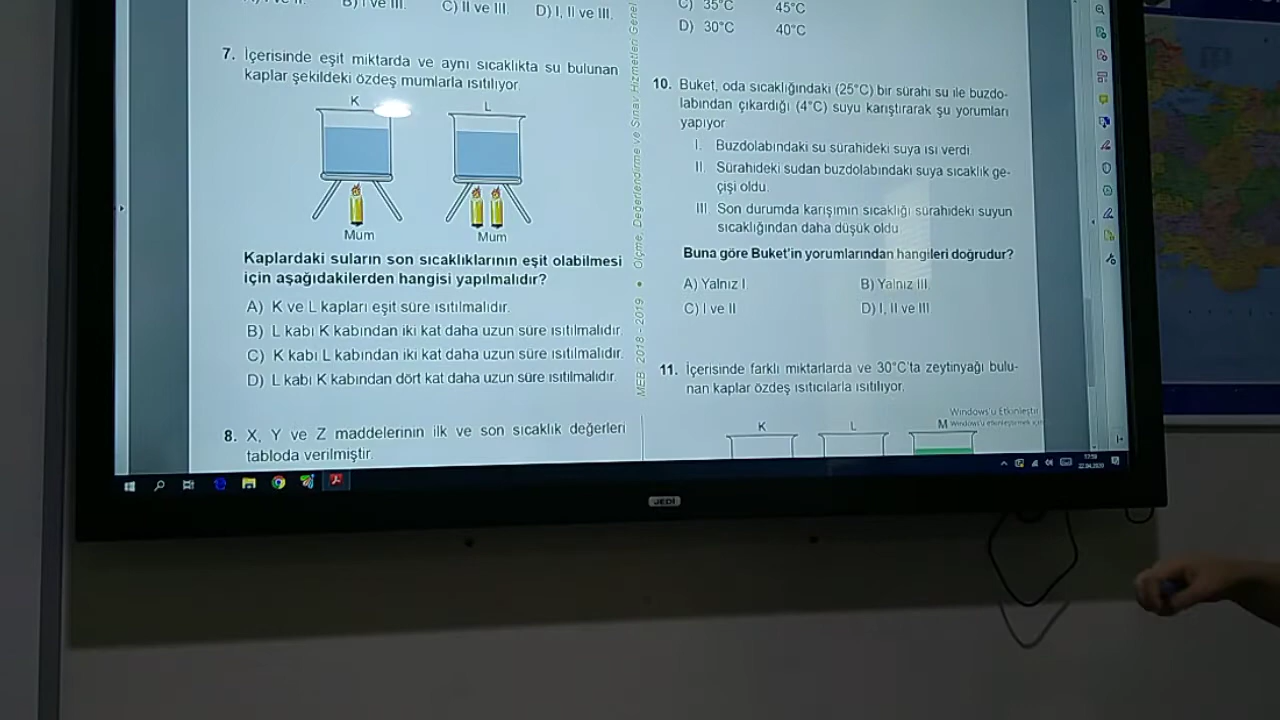 B) I ve III.
C) II ve III.
D) I, II ve III.
7. İçerisinde eşit miktarda ve aynı sıcaklıkta su bulunan
kaplar şekildeki özdeş mumlarla ısıtılıyor.
K
L
Mum
Mum
Kaplardaki suların son sıcaklıklarının eşit olabilmesi
için aşağıdakilerden hangisi yapılmalıdır?
A) K ve L kapları eşit süre ısıtılmalıdır.
B) L kabı K kabından iki kat daha uzun süre ısıtılmalıdır.
C) K kabı L kabından iki kat daha uzun süre ısıtılmalıdır.
D) L kabı K kabından dört kat daha uzun süre ısıtılmalıdır.
8. X, Y ve Z maddelerinin ilk ve son sıcaklık değerleri
tabloda verilmiştir.
MEB 2018 - 2019 • Ölçme, Değerlendirme ve Sınav Hizmetleri Genel
C) 35°C 45°C
D) 30°C 40°C
10. Buket, oda sıcaklığındaki (25°C) bir sürahi su ile buzdo-
labından çıkardığı (4°C) suyu karıştırarak şu yorumları
yapıyor
I. Buzdolabındaki su sürahideki suya ısı verdi.
II. Sürahideki sudan buzdolabındaki suya sıcaklık ge-
çişi oldu.
III. Son durumda karışımın sıcaklığı sürahideki suyun
sıcaklığından daha düşük oldu
Buna göre Buket'in yorumlarından hangileri doğrudur?
A) Yalnız I
B) Yalnız III
C) I ve II
D) I, II ve III
11. İçerisinde farklı miktarlarda ve 30°C'ta zeytinyağı bulu-
nan kaplar özdeş ısıtıcılarla ısıtılıyor.
Windows'u Etkinleştir
K
L
M
17:59
22.04.2020
JEDI